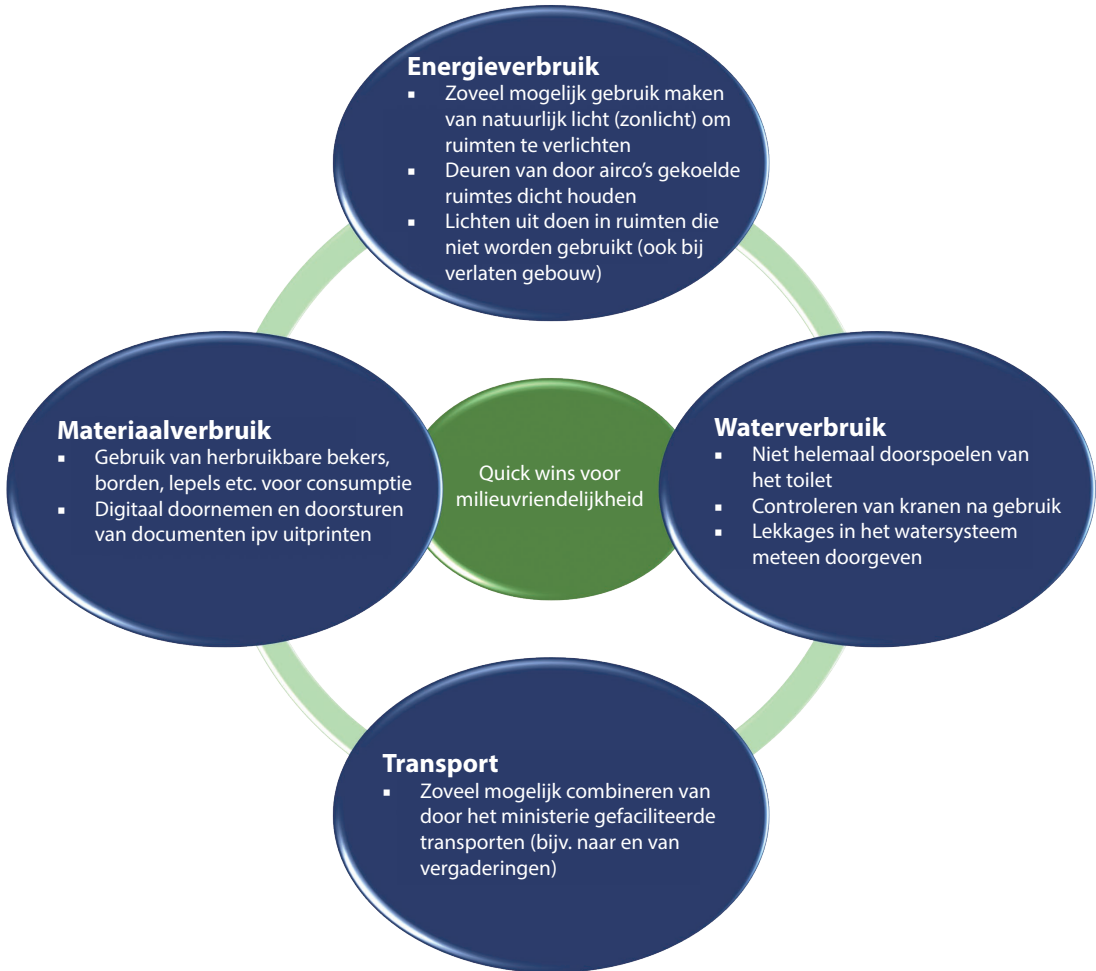 Energieverbruik
▪ Zoveel mogelijk gebruik maken
van natuurlijk licht (zonlicht) om
ruimten te verlichten
▪ Deuren van door airco's gekoelde
ruimtes dicht houden
▪ Lichten uit doen in ruimten die
niet worden gebruikt (ook bij
verlaten gebouw)
Materiaalverbruik
▪ Gebruik van herbruikbare bekers,
borden, lepels etc. voor consumptie
▪ Digitaal doornemen en doorsturen
van documenten ipv uitprinten
Quick wins voor
milieuvriendelijkheid
Waterverbruik
▪ Niet helemaal doorspoelen van
het toilet
▪ Controleren van kranen na gebruik
▪ Lekkages in het watersysteem
meteen doorgeven
Transport
▪ Zoveel mogelijk combineren van
door het ministerie gefaciliteerde
transporten (bijv. naar en van
vergaderingen)